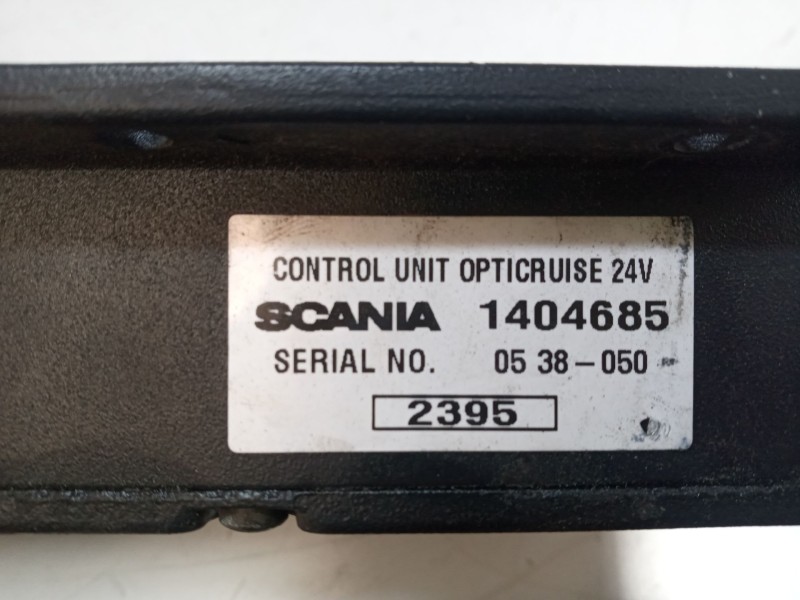 CONTROL UNIT OPTICRUISE 24V
SCANIA 1404685
SERIAL NO. 05 38-050
2395